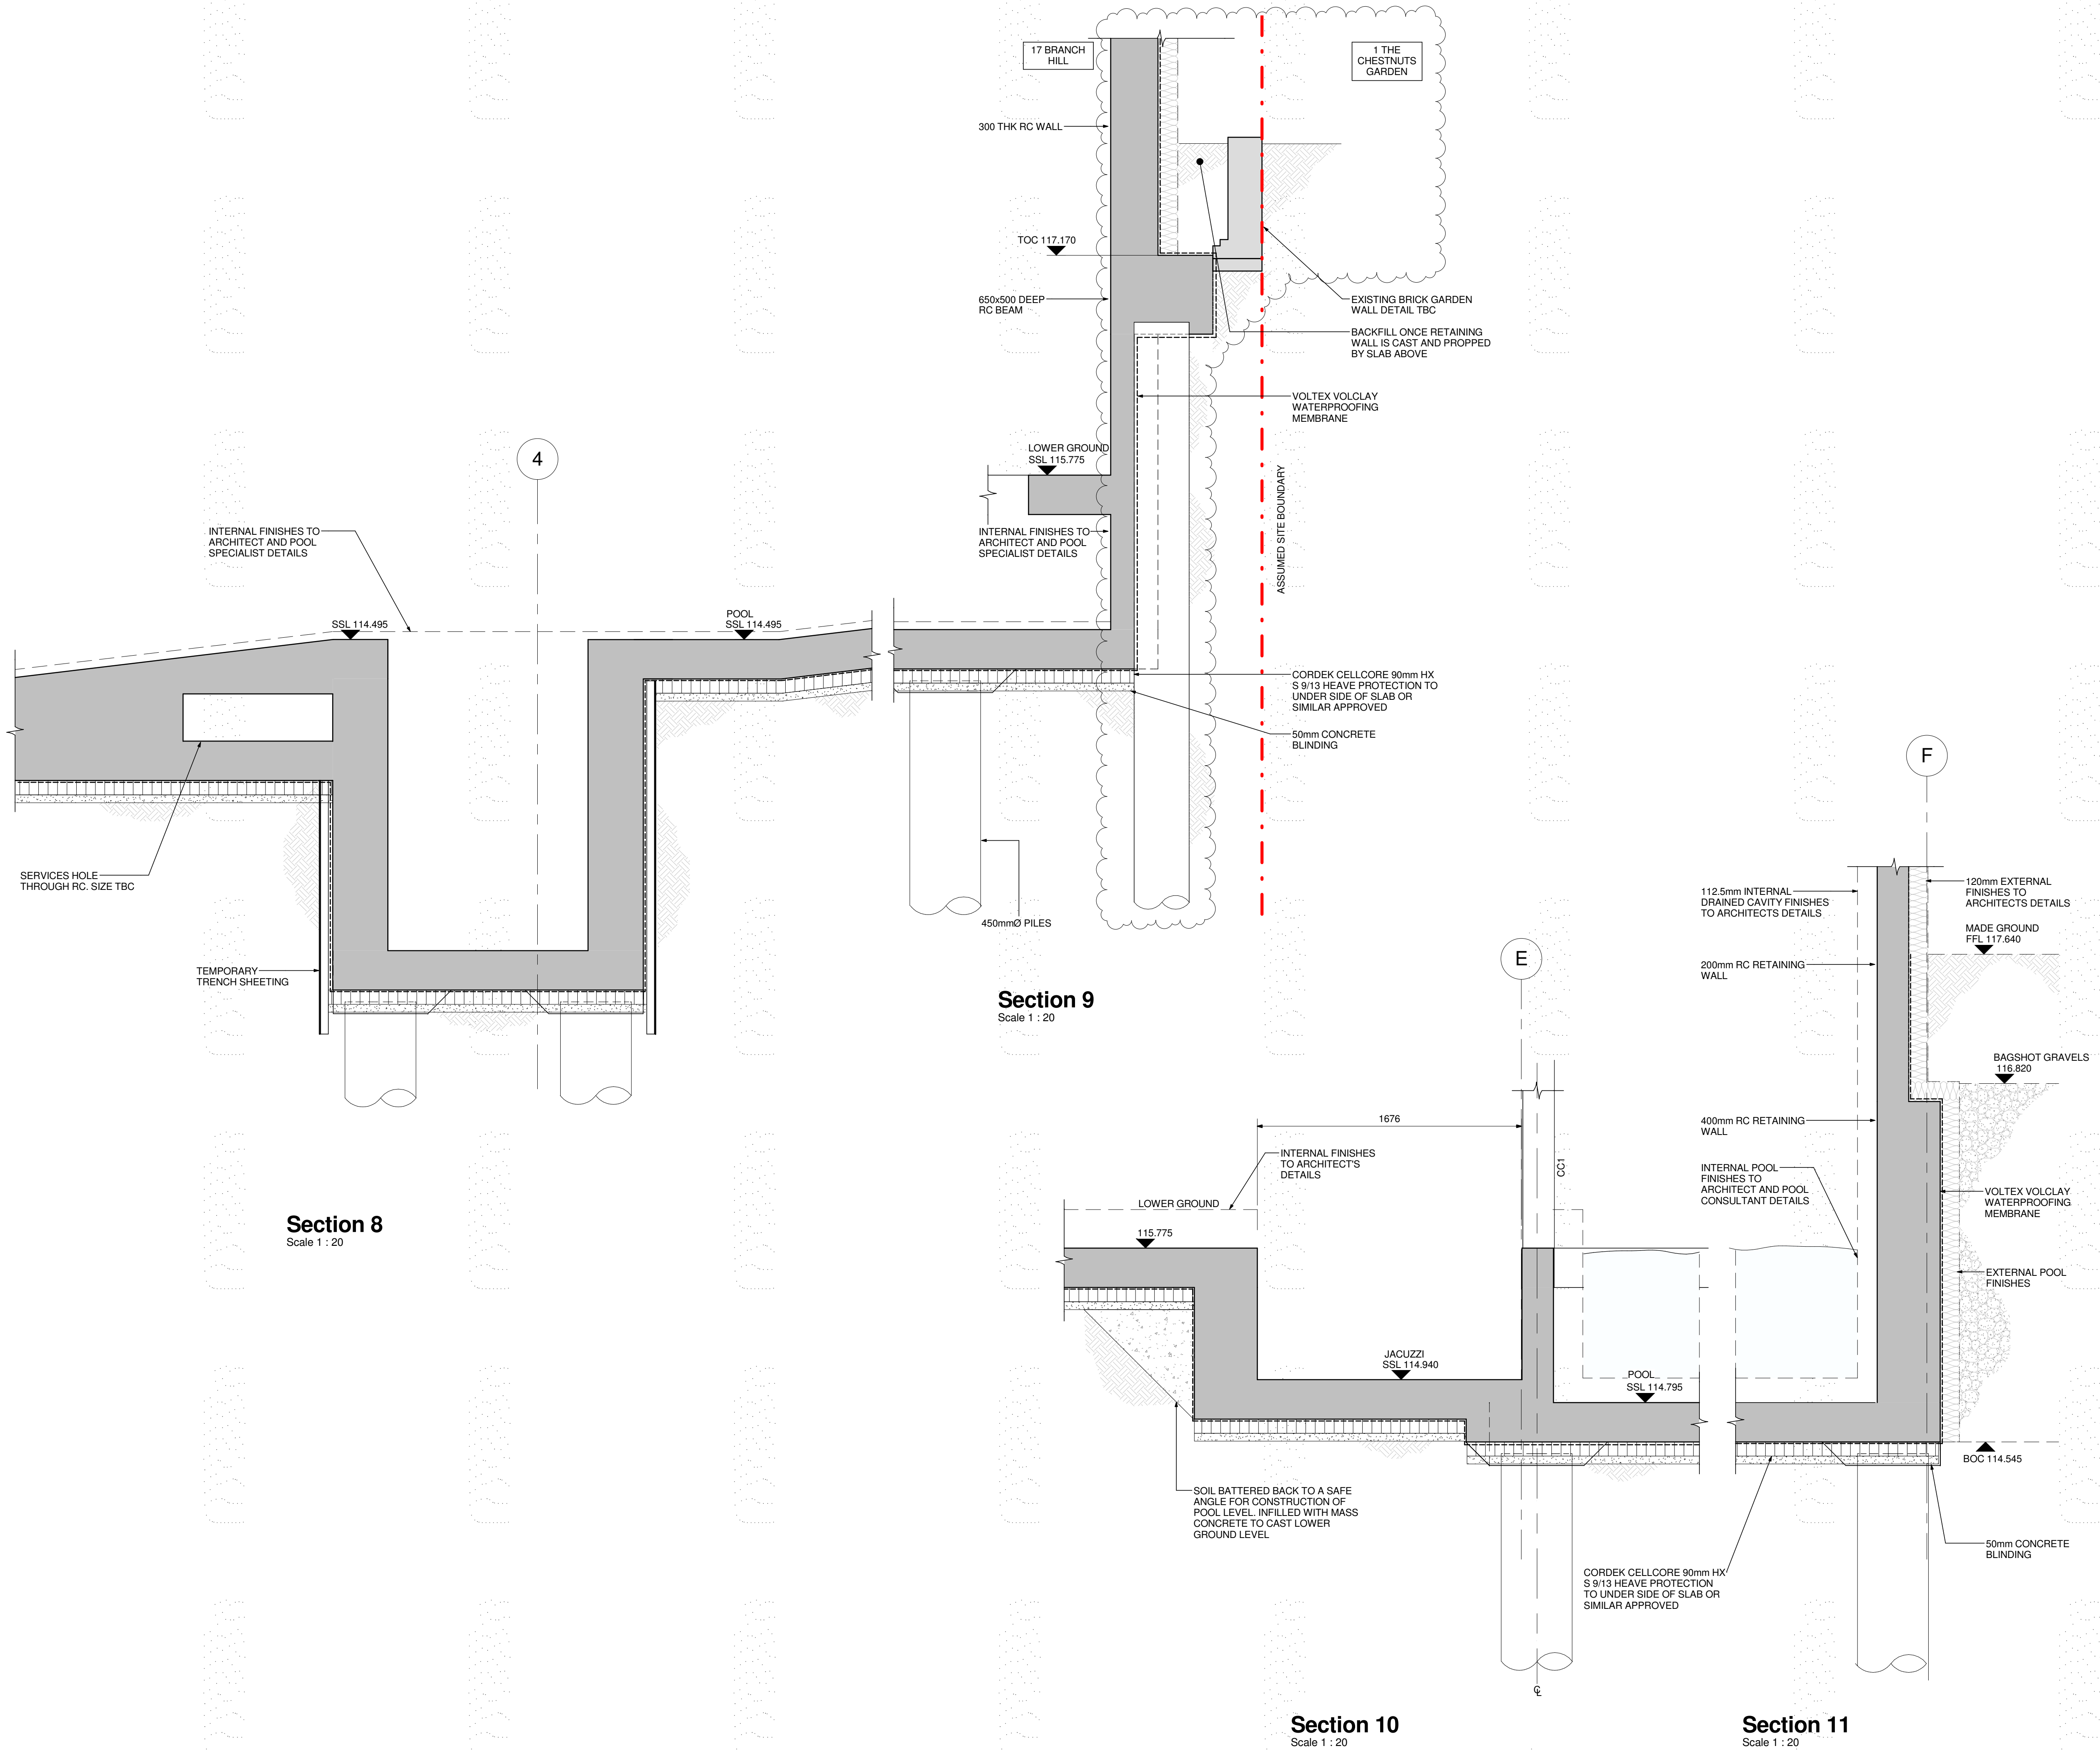 17 BRANCH
HILL
1 THE
CHESTNUTS
GARDEN
300 THK RC WALL
TOC 117.170
650x500 DEEP
RC BEAM
EXISTING BRICK GARDEN
WALL DETAIL TBC
BACKFILL ONCE RETAINING
WALL IS CAST AND PROPPED
BY SLAB ABOVE
VOLTEX VOLCLAY
WATERPROOFING
MEMBRANE
LOWER GROUND
SSL 115.775
ASSUMED SITE BOUNDARY
INTERNAL FINISHES TO
ARCHITECT AND POOL
SPECIALIST DETAILS
4
INTERNAL FINISHES TO
ARCHITECT AND POOL
SPECIALIST DETAILS
SSL 114.495
POOL
SSL 114.495
CORDEK CELLCORE 90mm HX
S 9/13 HEAVE PROTECTION TO
UNDER SIDE OF SLAB OR
SIMILAR APPROVED
50mm CONCRETE
BLINDING
SERVICES HOLE
THROUGH RC. SIZE TBC
450mmØ PILES
TEMPORARY
TRENCH SHEETING
Section 9
Scale 1 : 20
Section 8
Scale 1 : 20
E
F
112.5mm INTERNAL
DRAINED CAVITY FINISHES
TO ARCHITECTS DETAILS
120mm EXTERNAL
FINISHES TO
ARCHITECTS DETAILS
MADE GROUND
FFL 117.640
200mm RC RETAINING
WALL
BAGSHOT GRAVELS
116.820
1676
400mm RC RETAINING
WALL
INTERNAL FINISHES
TO ARCHITECT'S
DETAILS
CC1
INTERNAL POOL
FINISHES TO
ARCHITECT AND POOL
CONSULTANT DETAILS
VOLTEX VOLCLAY
WATERPROOFING
MEMBRANE
LOWER GROUND
115.775
EXTERNAL POOL
FINISHES
JACUZZI
SSL 114.940
POOL
SSL 114.795
BOC 114.545
SOIL BATTERED BACK TO A SAFE
ANGLE FOR CONSTRUCTION OF
POOL LEVEL. INFILLED WITH MASS
CONCRETE TO CAST LOWER
GROUND LEVEL
50mm CONCRETE
BLINDING
CORDEK CELLCORE 90mm HX
S 9/13 HEAVE PROTECTION
TO UNDER SIDE OF SLAB OR
SIMILAR APPROVED
℄
Section 10
Scale 1 : 20
Section 11
Scale 1 : 20